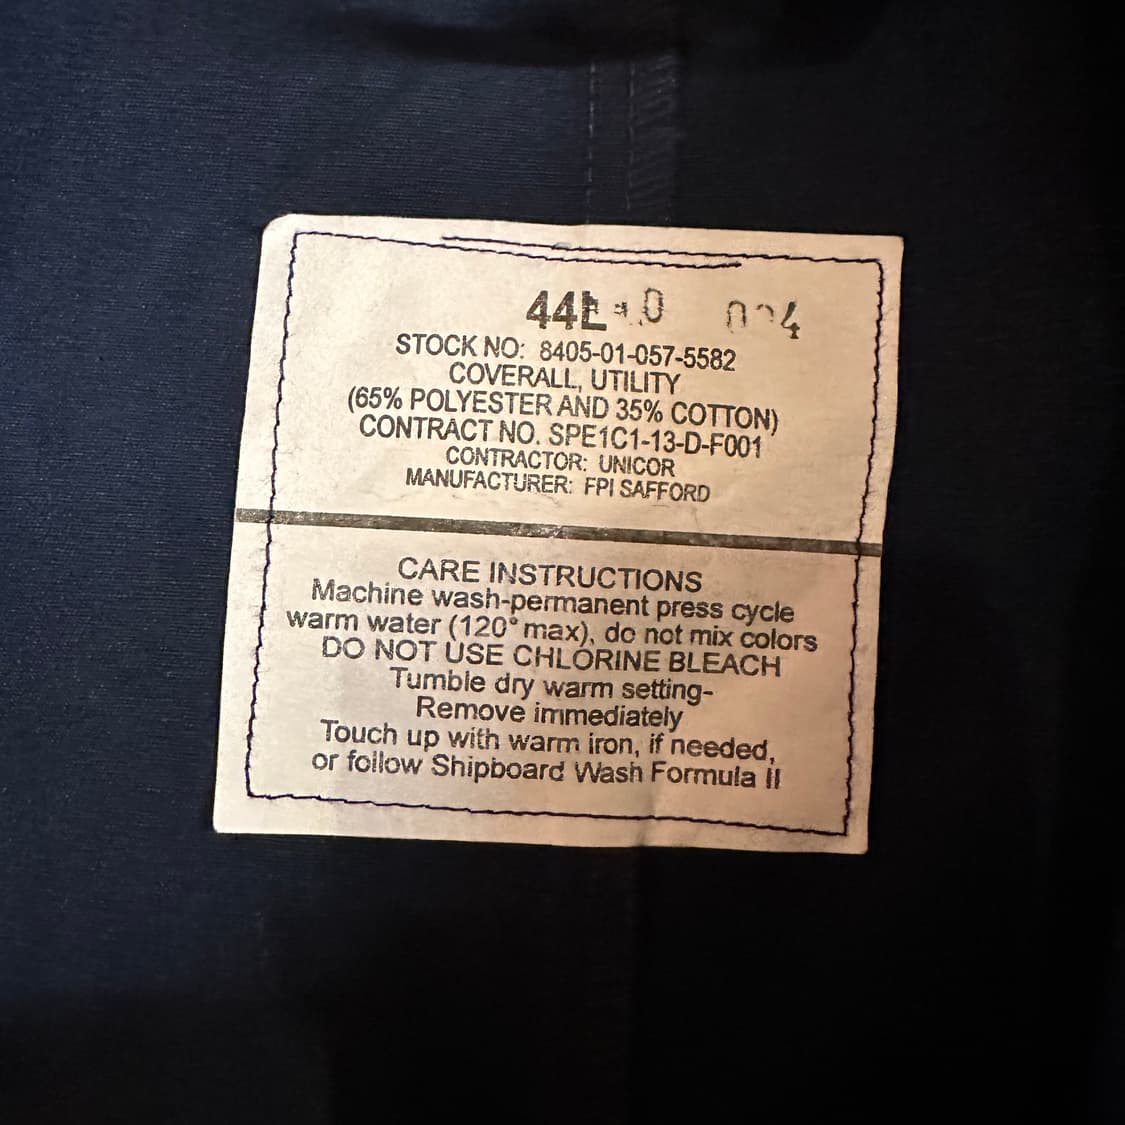 44L
STOCK NO: 8405-01-057-5582
COVERALL, UTILITY
(65% POLYESTER AND 35% COTTON)
CONTRACT NO. SPE1C1-13-D-F001
CONTRACTOR: UNICOR
MANUFACTURER: FPI SAFFORD
CARE INSTRUCTIONS
Machine wash-permanent press cycle
warm water (120° max), do not mix colors
DO NOT USE CHLORINE BLEACH
Tumble dry warm setting-
Remove immediately
Touch up with warm iron, if needed,
or follow Shipboard Wash Formula II